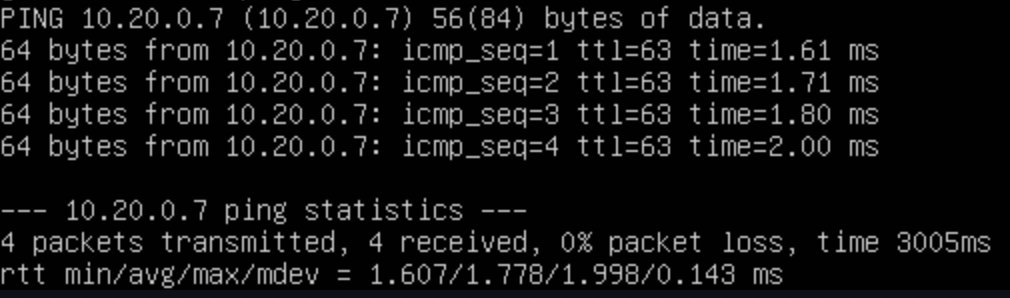 PING 10.20.0.7 (10.20.0.7) 56(84) bytes of data.
64 bytes from 10.20.0.7: icmp_seq=1 ttl=63 time=1.61 ms
64 bytes from 10.20.0.7: icmp_seq=2 ttl=63 time=1.71 ms
64 bytes from 10.20.0.7: icmp_seq=3 ttl=63 time=1.80 ms
64 bytes from 10.20.0.7: icmp_seq=4 ttl=63 time=2.00 ms

--- 10.20.0.7 ping statistics ---
4 packets transmitted, 4 received, 0% packet loss, time 3005ms
rtt min/avg/max/mdev = 1.607/1.778/1.998/0.143 ms